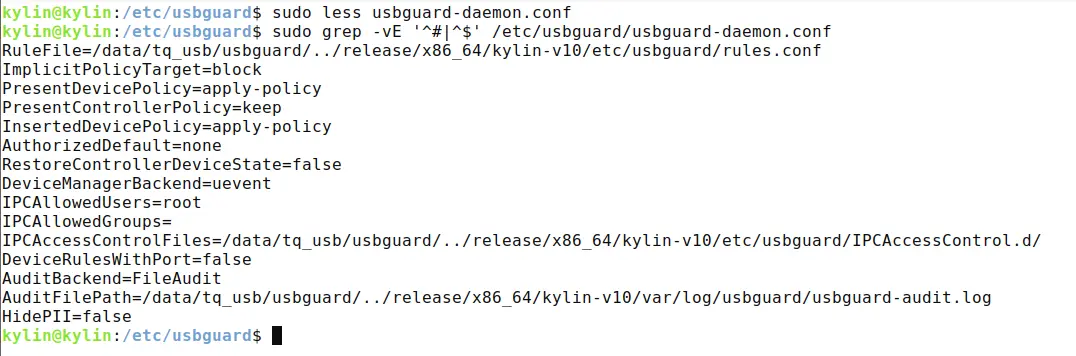 kylin@kylin:/etc/usbguard$ sudo less usbguard-daemon.conf
kylin@kylin:/etc/usbguard$ sudo grep -vE '^#|^$' /etc/usbguard/usbguard-daemon.conf
RuleFile=/data/tq_usb/usbguard/../release/x86_64/kylin-v10/etc/usbguard/rules.conf
ImplicitPolicyTarget=block
PresentDevicePolicy=apply-policy
PresentControllerPolicy=keep
InsertedDevicePolicy=apply-policy
AuthorizedDefault=none
RestoreControllerDeviceState=false
DeviceManagerBackend=uevent
IPCAllowedUsers=root
IPCAllowedGroups=
IPCAccessControlFiles=/data/tq_usb/usbguard/../release/x86_64/kylin-v10/etc/usbguard/IPCAccessControl.d/
DeviceRulesWithPort=false
AuditBackend=FileAudit
AuditFilePath=/data/tq_usb/usbguard/../release/x86_64/kylin-v10/var/log/usbguard/usbguard-audit.log
HidePII=false
kylin@kylin:/etc/usbguard$